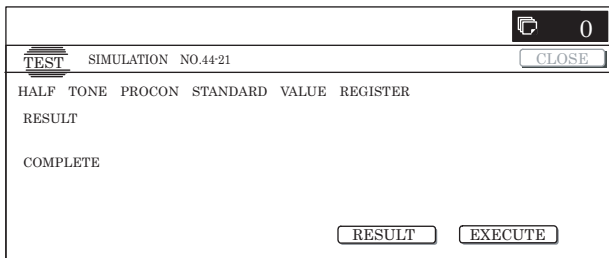 0
TEST SIMULATION NO.44-21 CLOSE
HALF TONE PROCON STANDARD VALUE REGISTER
RESULT
COMPLETE
RESULT EXECUTE